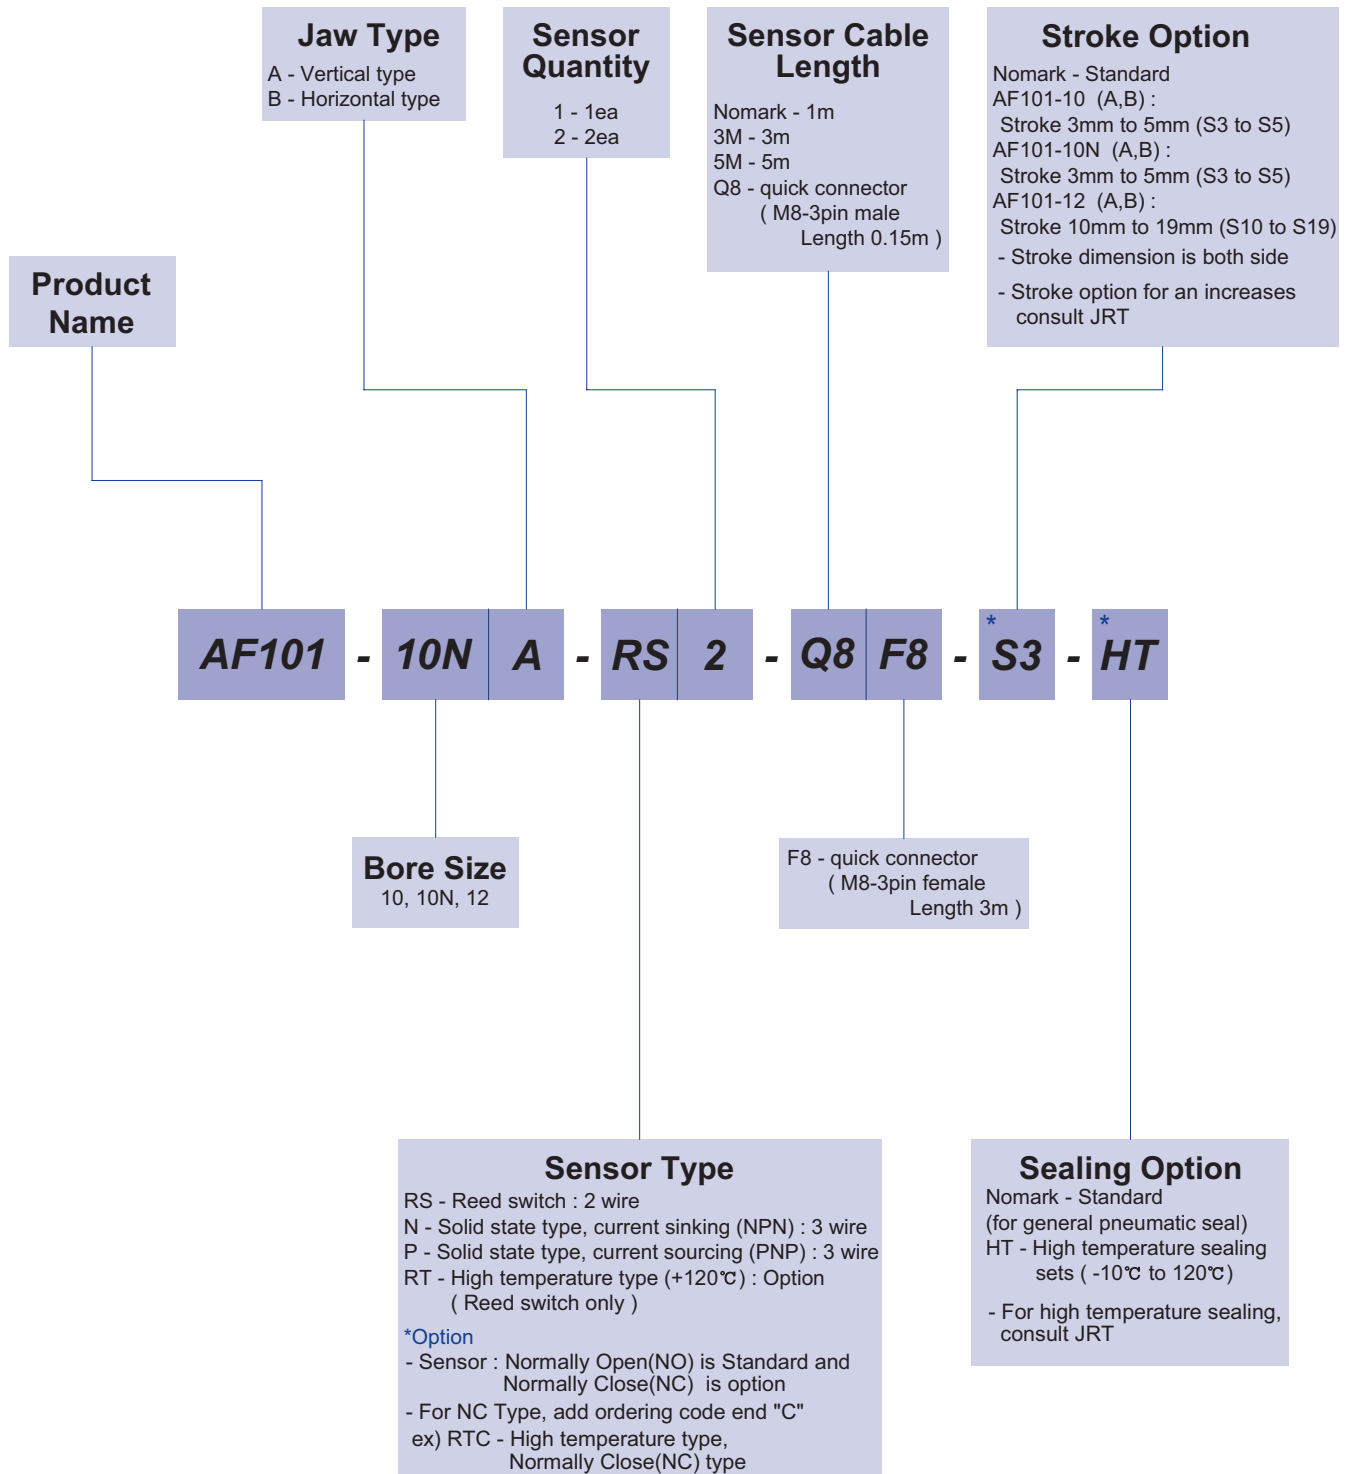 Jaw Type
A - Vertical type
B - Horizontal type
Sensor
Quantity
1 - 1ea
2 - 2ea
Sensor Cable
Length
Nomark - 1m
3M - 3m
5M - 5m
Q8 - quick connector
( M8-3pin male
Length 0.15m )
Stroke Option
Nomark - Standard
AF101-10 (A,B) :
Stroke 3mm to 5mm (S3 to S5)
AF101-10N (A,B) :
Stroke 3mm to 5mm (S3 to S5)
AF101-12 (A,B) :
Stroke 10mm to 19mm (S10 to S19)
- Stroke dimension is both side
- Stroke option for an increases
consult JRT
Product
Name
AF101 - 10N A - RS 2 - Q8 F8 - *S3 - *HT
Bore Size
10, 10N, 12
F8 - quick connector
( M8-3pin female
Length 3m )
Sensor Type
RS - Reed switch : 2 wire
N - Solid state type, current sinking (NPN) : 3 wire
P - Solid state type, current sourcing (PNP) : 3 wire
RT - High temperature type (+120℃) : Option
( Reed switch only )
*Option
- Sensor : Normally Open(NO) is Standard and
Normally Close(NC) is option
- For NC Type, add ordering code end "C"
ex) RTC - High temperature type,
Normally Close(NC) type
Sealing Option
Nomark - Standard
(for general pneumatic seal)
HT - High temperature sealing
sets ( -10℃ to 120℃)
- For high temperature sealing,
consult JRT